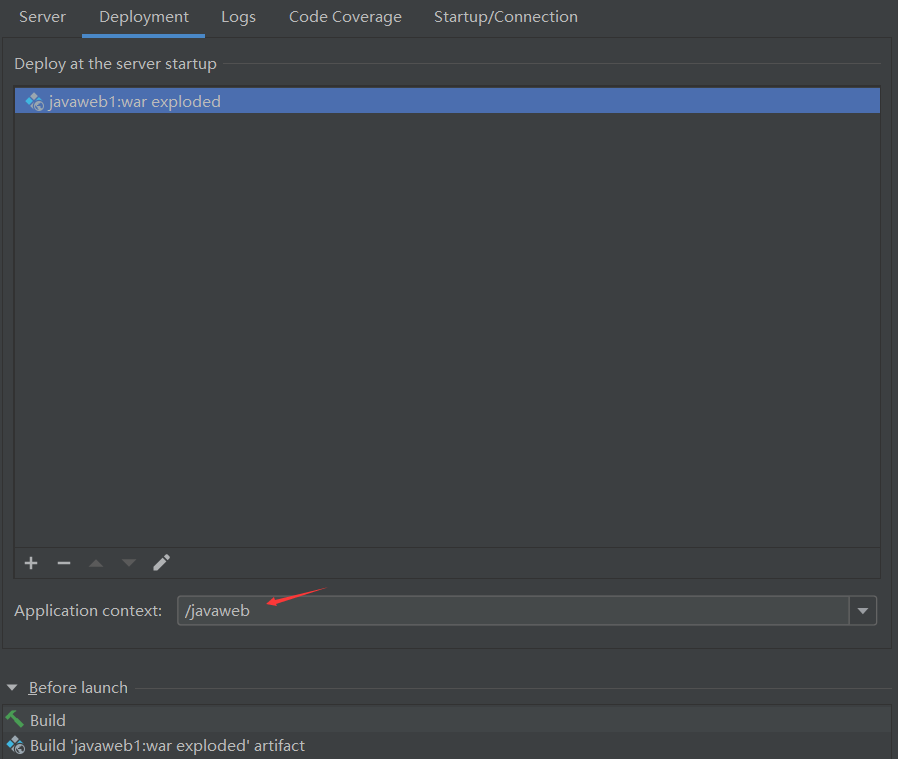 Server Deployment Logs Code Coverage Startup/Connection
Deploy at the server startup
javaweb1:war exploded
Application context: /javaweb
Before launch
Build
Build 'javaweb1:war exploded' artifact